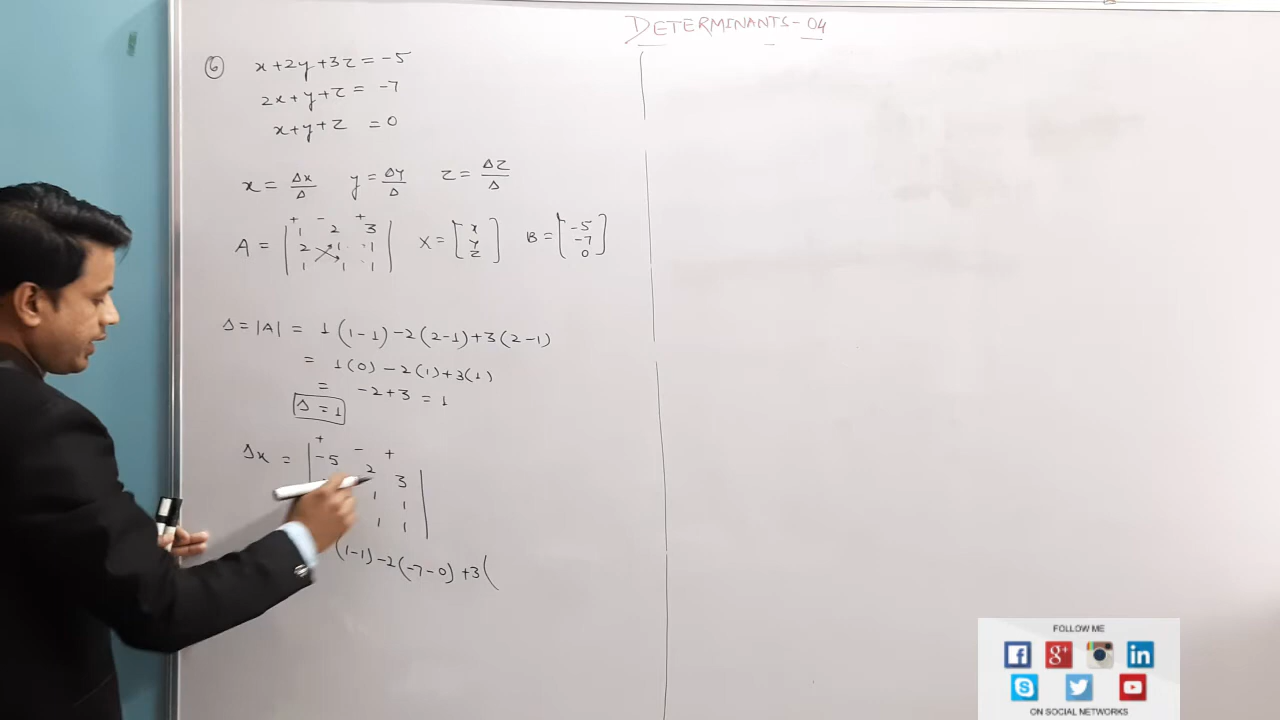 DETERMINANTS-04
⑥ x+2y+3z = -5
2x+y+z = -7
x+y+z = 0
x = Δx/Δ y = Δy/Δ z = Δz/Δ
+ - +
A = | 1 2 3 | X = [ x ] B = [ -5 ]
| 2 1 1 | [ y ] [ -7 ]
| 1 1 1 | [ z ] [ 0 ]
Δ = |A| = 1(1-1) -2(2-1)+3(2-1)
= 1(0) -2(1)+3(1)
= -2+3 = 1
Δ = 1
+ - +
Δx = | -5 2 3 |
1 1
1 1
(1-1) -2(-7-0) +3(
FOLLOW ME
ON SOCIAL NETWORKS